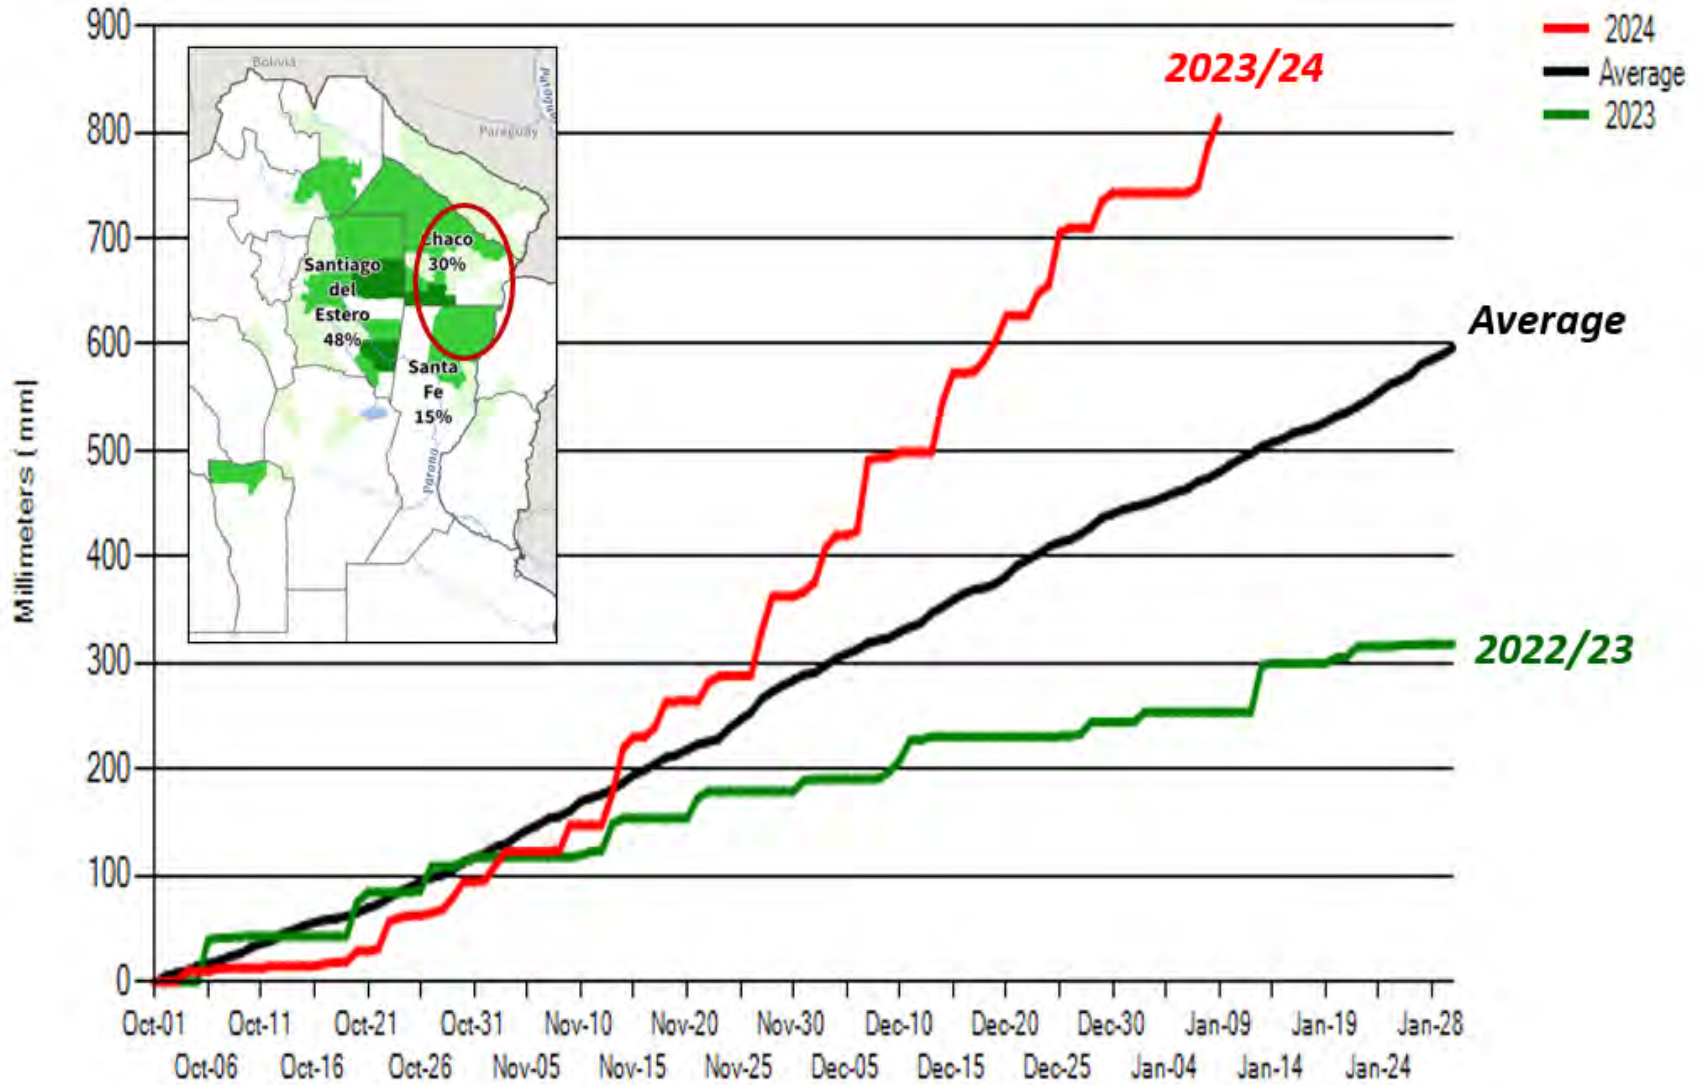 900
800
700
600
500
400
300
200
100
0
Millimeters ( mm)
2024
Average
2023
2023/24
Average
2022/23
Bolivia
Paraguay
Chaco
30%
Santiago
del
Estero
48%
Santa
Fe
15%
Parana
Oct-01
Oct-11
Oct-21
Oct-31
Nov-10
Nov-20
Nov-30
Dec-10
Dec-20
Dec-30
Jan-09
Jan-19
Jan-28
Oct-06
Oct-16
Oct-26
Nov-05
Nov-15
Nov-25
Dec-05
Dec-15
Dec-25
Jan-04
Jan-14
Jan-24